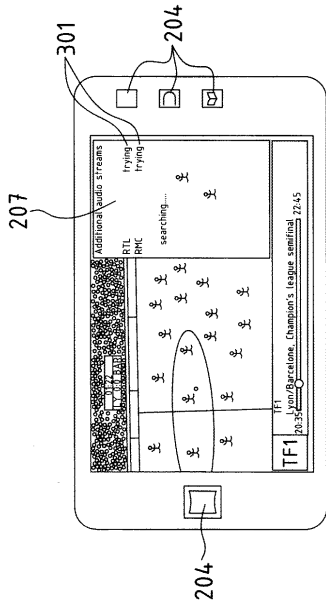 207
301
204
Additional audio streams
RTL trying
RMC trying
searching.....
TF1
TF1
Lyon/Barcelone, Champion's league semifinal
20:35 22:45
204